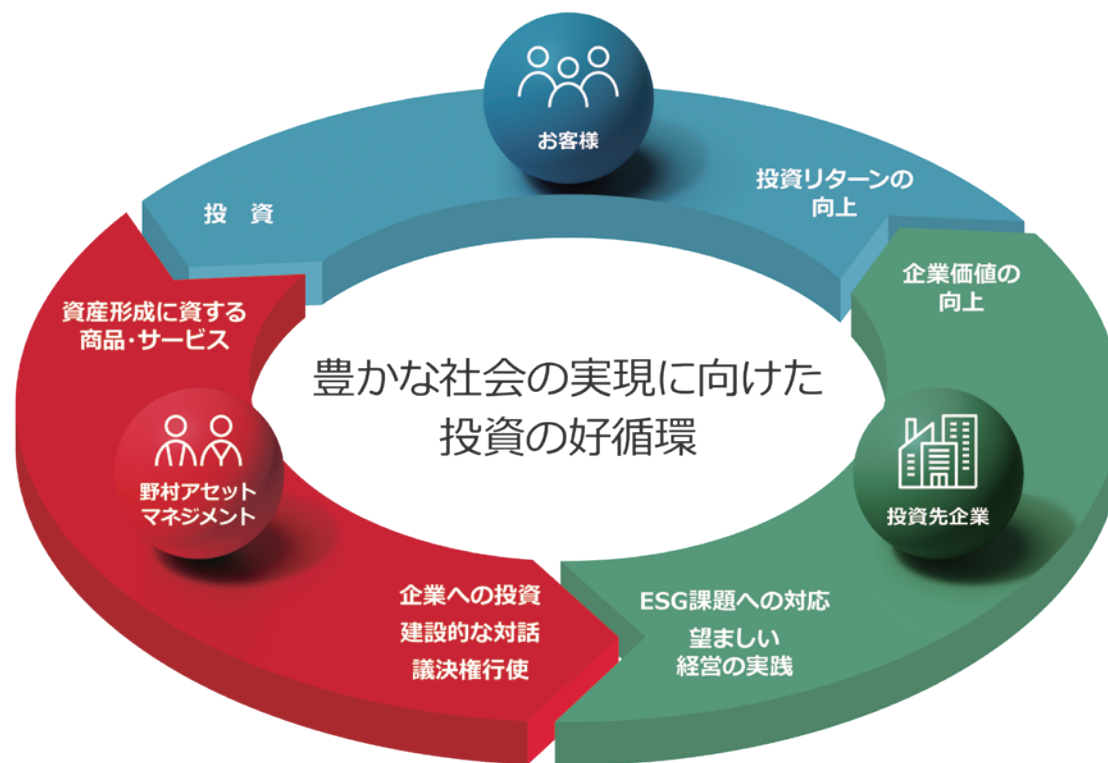 お客様
投資リターンの
向上
投 資
企業価値の
向上
資産形成に資する
商品・サービス
豊かな社会の実現に向けた
投資の好循環
野村アセット
マネジメント
投資先企業
企業への投資
建設的な対話
議決権行使
ESG課題への対応
望ましい
経営の実践